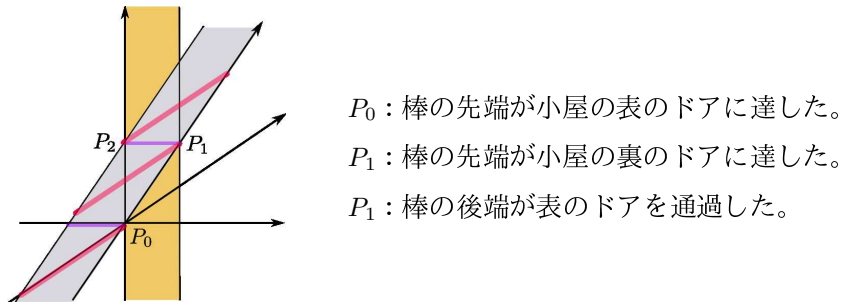 P₂
P₁
P₀
P₀：棒の先端が小屋の表のドアに達した。
P₁：棒の先端が小屋の裏のドアに達した。
P₁：棒の後端が表のドアを通過した。